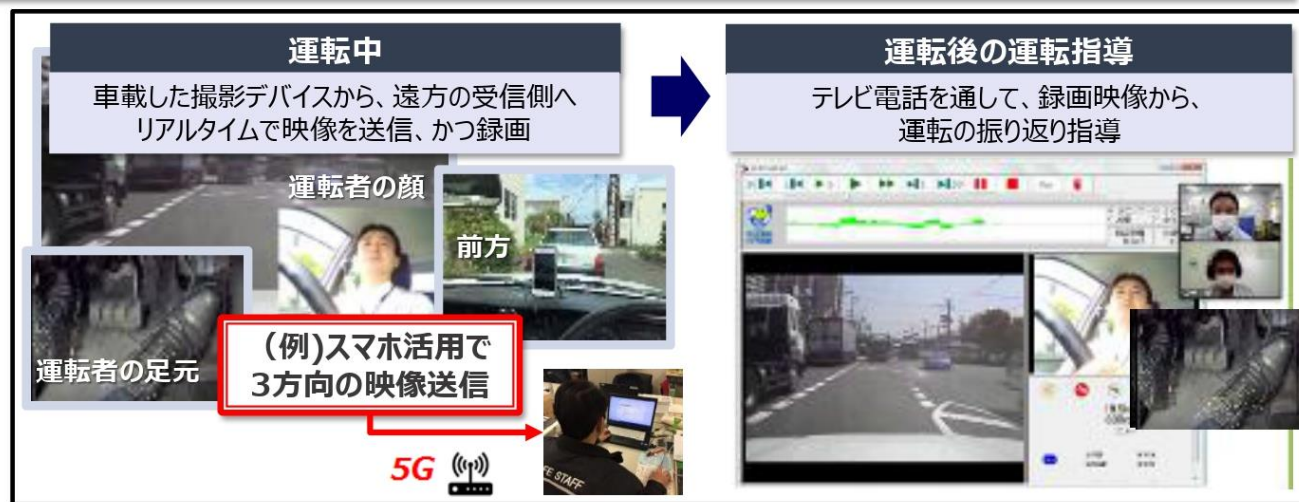 運転中
車載した撮影デバイスから、遠方の受信側へ
リアルタイムで映像を送信、かつ録画
運転者の顔
前方
運転者の足元
(例)スマホ活用で
3方向の映像送信
5G
FE STAFF
運転後の運転指導
テレビ電話を通して、録画映像から、
運転の振り返り指導